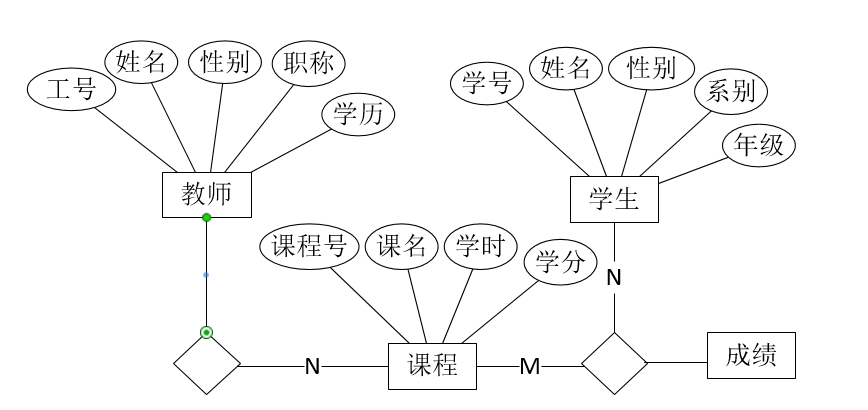 工号
姓名
性别
职称
学历
教师
学号
姓名
性别
系别
年级
学生
课程号
课名
学时
学分
N
N
课程
M
成绩